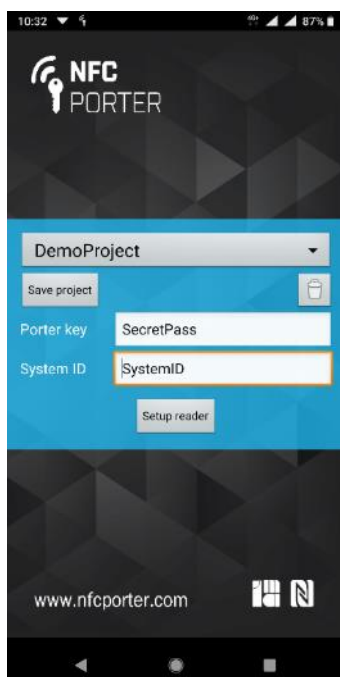 10:32
4G+
87%
NFC
PORTER
DemoProject
Save project
Porter key
SecretPass
System ID
SystemID
Setup reader
www.nfcporter.com